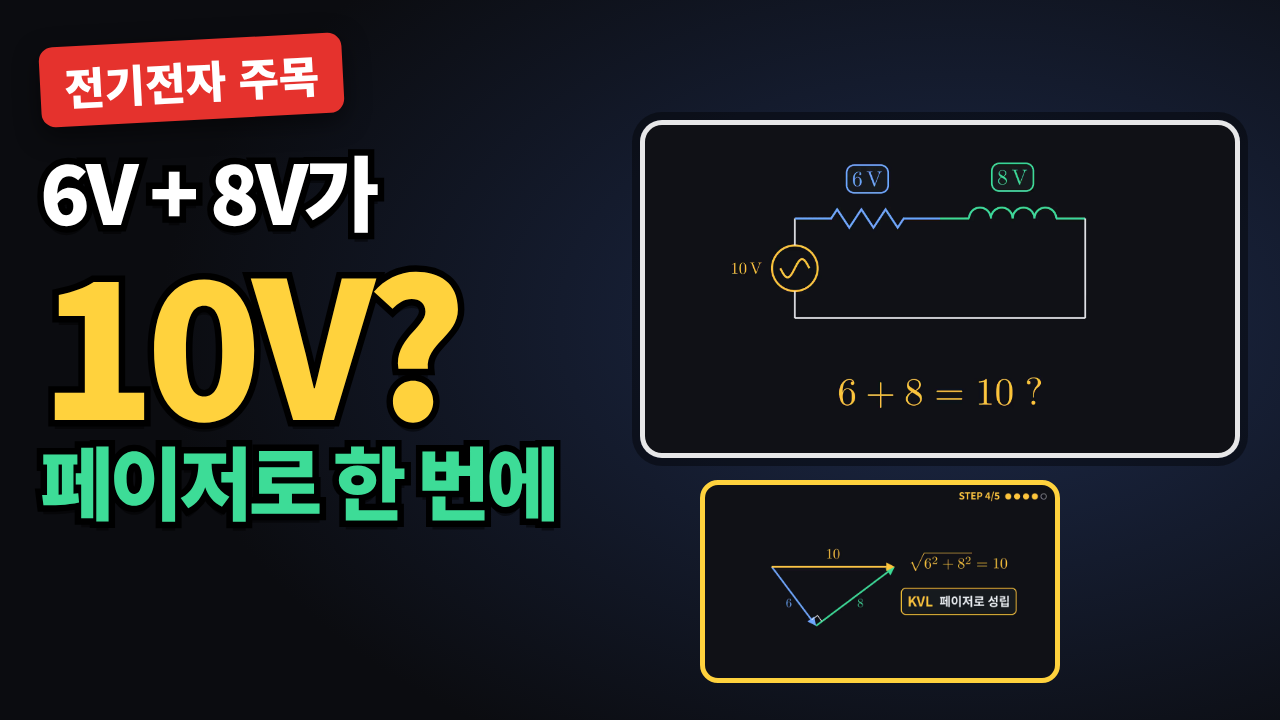 전기전자 주목
6V + 8V가
10V?
페이저로 한 번에
6 V
8 V
10 V
6 + 8 = 10 ?
STEP 4/5
10
√6² + 8² = 10
6
8
KVL 페이저로 성립